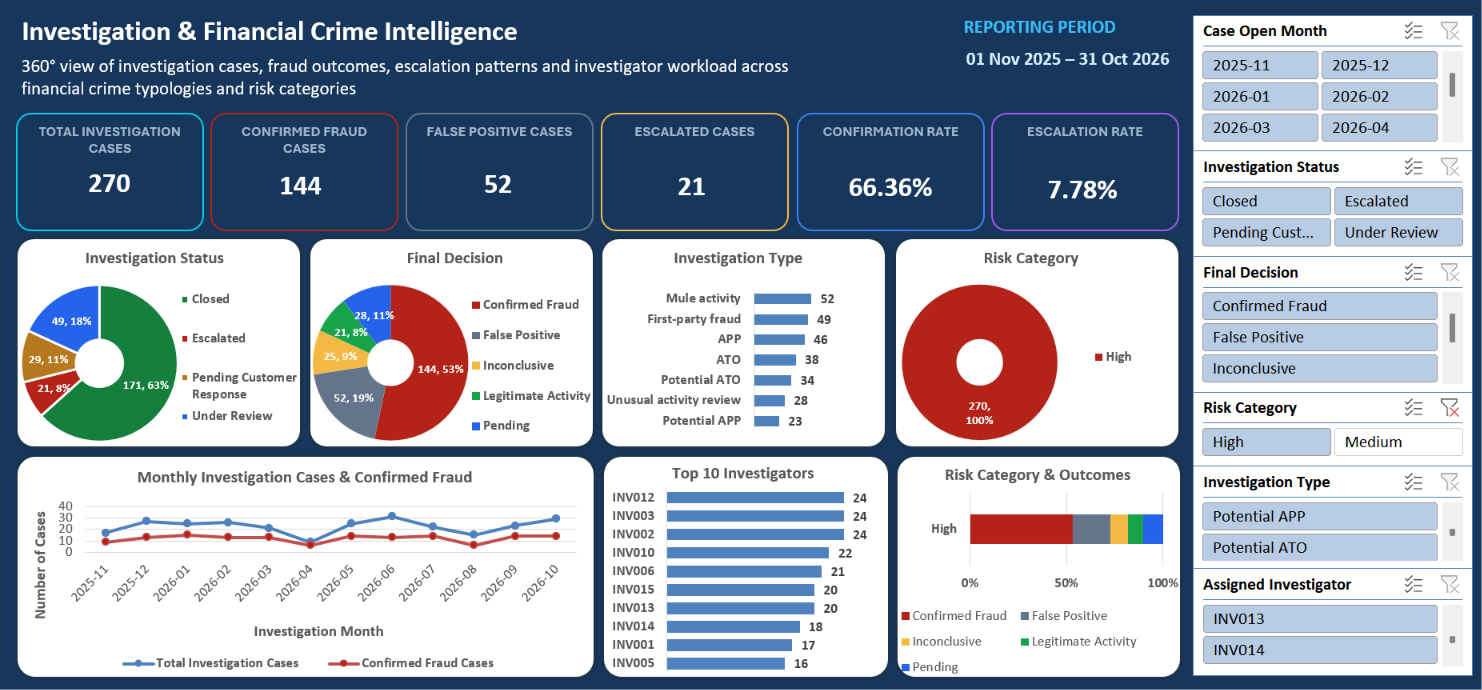 Investigation & Financial Crime Intelligence
360° view of investigation cases, fraud outcomes, escalation patterns and investigator workload across
financial crime typologies and risk categories
REPORTING PERIOD
01 Nov 2025 – 31 Oct 2026
TOTAL INVESTIGATION
CASES
270
CONFIRMED FRAUD
CASES
144
FALSE POSITIVE CASES
52
ESCALATED CASES
21
CONFIRMATION RATE
66.36%
ESCALATION RATE
7.78%
Investigation Status
49, 18%
29, 11%
21, 8%
171, 63%
Closed
Escalated
Pending Customer
Response
Under Review
Final Decision
28, 11%
21, 8%
25, 9%
52, 19%
144, 53%
Confirmed Fraud
False Positive
Inconclusive
Legitimate Activity
Pending
Investigation Type
Mule activity 52
First-party fraud 49
APP 46
ATO 38
Potential ATO 34
Unusual activity review 28
Potential APP 23
Risk Category
270,
100%
High
Monthly Investigation Cases & Confirmed Fraud
Number of Cases
40
30
20
10
0
2025-11
2025-12
2026-01
2026-02
2026-03
2026-04
2026-05
2026-06
2026-07
2026-08
2026-09
2026-10
Investigation Month
Total Investigation Cases
Confirmed Fraud Cases
Top 10 Investigators
INV012 24
INV003 24
INV002 24
INV010 22
INV006 21
INV015 20
INV013 20
INV014 18
INV001 17
INV005 16
Risk Category & Outcomes
High
0% 50% 100%
Confirmed Fraud
False Positive
Inconclusive
Legitimate Activity
Pending
Case Open Month
2025-11
2025-12
2026-01
2026-02
2026-03
2026-04
Investigation Status
Closed
Escalated
Pending Cust...
Under Review
Final Decision
Confirmed Fraud
False Positive
Inconclusive
Risk Category
High
Medium
Investigation Type
Potential APP
Potential ATO
Assigned Investigator
INV013
INV014